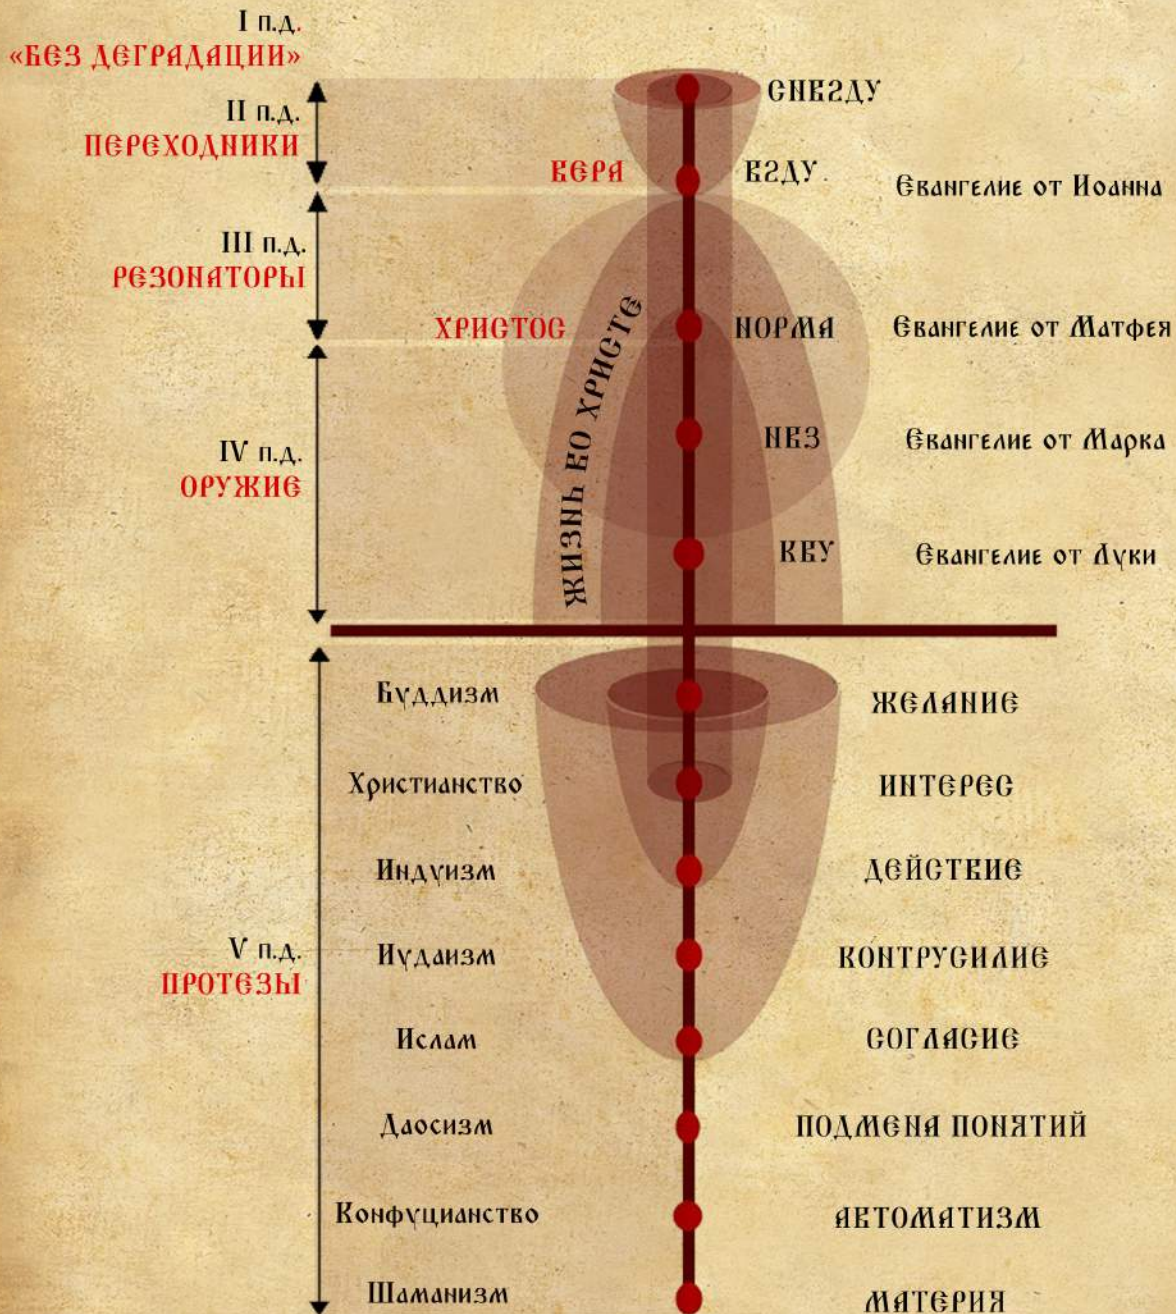 I п.д.
«БЕЗ ДЕГРАДАЦИИ»
СНВ2ДУ
II п.д.
ПЕРЕХОДНИКИ
ВЕРА
В2ДУ.
Евангелие от Иоанна
III п.д.
РЕЗОНАТОРЫ
ХРИСТОС
НОРМА
Евангелие от Матфея
ЖИЗНЬ ВО ХРИСТЕ
IV п.д.
ОРУЖИЕ
НВЗ
Евангелие от Марка
КВУ
Евангелие от Луки
Буддизм
ЖЕЛАНИЕ
Христианство
ИНТЕРЕС
Индуизм
ДЕЙСТВИЕ
V п.д.
ПРОТЕЗЫ
Иудаизм
КОНТРУСИЛИЕ
Ислам
СОГЛАСИЕ
Даосизм
ПОДМЕНА ПОНЯТИЙ
Конфуцианство
АВТОМАТИЗМ
Шаманизм
МАТЕРИЯ